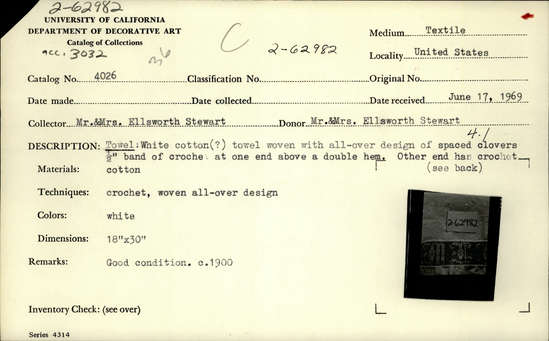 2-62982
UNIVERSITY OF CALIFORNIA
DEPARTMENT OF DECORATIVE ART
Catalog of Collections
acc. 3032
C
2-62982
Medium Textile
Locality United States
Catalog No. 4026 Classification No. Original No.
Date made Date collected Date received June 17, 1969
Collector Mr.&Mrs. Ellsworth Stewart Donor Mr.&Mrs. Ellsworth Stewart
4.1
DESCRIPTION: Towel: White cotton(?) towel woven with all-over design of spaced clovers
½" band of crochet at one end above a double hem. Other end has crochet
(see back)
Materials: cotton
Techniques: crochet, woven all-over design
Colors: white
Dimensions: 18"x30"
Remarks: Good condition. c.1900
2-62982
Inventory Check: (see over)
Series 4314